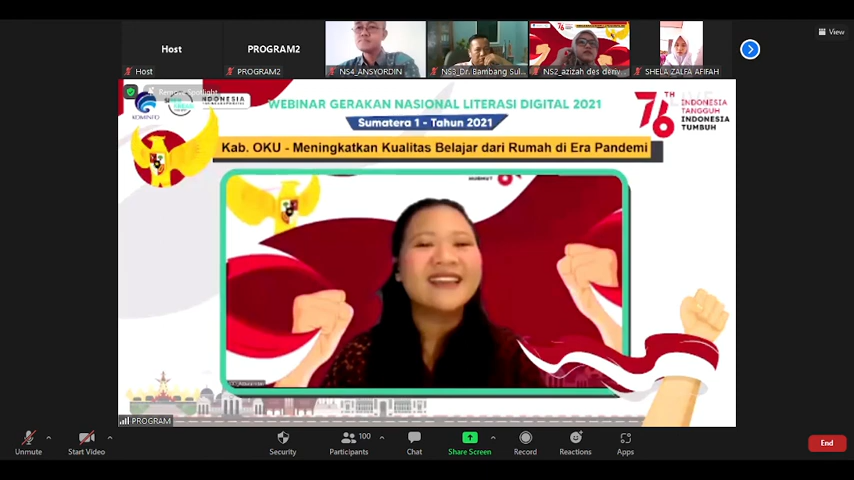 View
Host
PROGRAM2
Host
PROGRAM2
NS4_ANSYORDIN
NS3_Dr. Bambang Sul...
NS2_azizah des deriv...
SHELA ZALFA AFIFAH
KOMINFO
INDONESIA
WEBINAR GERAKAN NASIONAL LITERASI DIGITAL 2021
Sumatera 1 - Tahun 2021
Kab. OKU - Meningkatkan Kualitas Belajar dari Rumah di Era Pandemi
76 TH
INDONESIA
TANGGUH
INDONESIA
TUMBUH
PROGRAM
Unmute
Start Video
Security
100
Participants
Chat
Share Screen
Record
Reactions
Apps
End